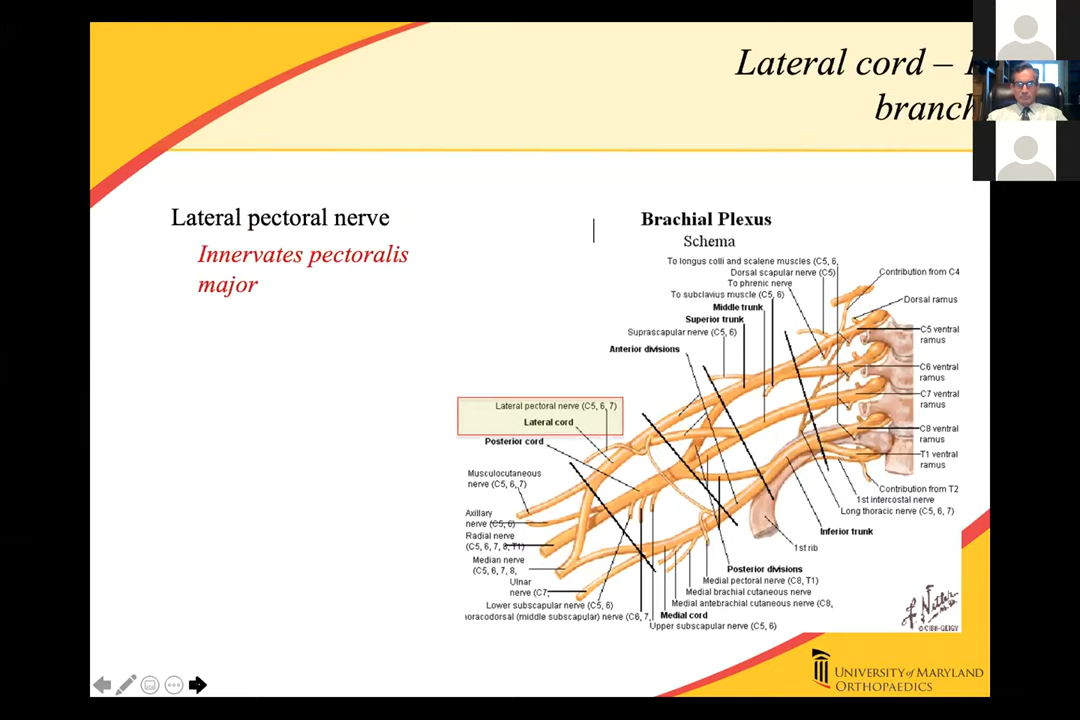 Lateral cord –
branch
Lateral pectoral nerve
Innervates pectoralis
major
Brachial Plexus
Schema
To longus colli and scalene muscles (C5, 6,
Dorsal scapular nerve (C5)
To phrenic nerve
To subclavius muscle (C5, 6)
Middle trunk
Superior trunk
Suprascapular nerve (C5, 6)
Anterior divisions
Contribution from C4
Dorsal ramus
C5 ventral
ramus
C6 ventral
ramus
C7 ventral
ramus
C8 ventral
ramus
T1 ventral
ramus
Lateral pectoral nerve (C5, 6, 7)
Lateral cord
Posterior cord
Musculocutaneous
nerve (C5, 6, 7)
Axillary
nerve (C5, 6)
Radial nerve
(C5, 6, 7, 8, T1)
Median nerve
(C5, 6, 7, 8,
Ulnar
nerve (C7,
Lower subscapular nerve (C5, 6)
oracodorsal (middle subscapular) nerve (C6, 7,
Contribution from T2
1st intercostal nerve
Long thoracic nerve (C5, 6, 7)
Inferior trunk
1st rib
Posterior divisions
Medial pectoral nerve (C8, T1)
Medial brachial cutaneous nerve
Medial antebrachial cutaneous nerve (C8,
Medial cord
Upper subscapular nerve (C5, 6)
F. Netter
M.D.
© CIBA-GEIGY
UNIVERSITY of MARYLAND
ORTHOPAEDICS